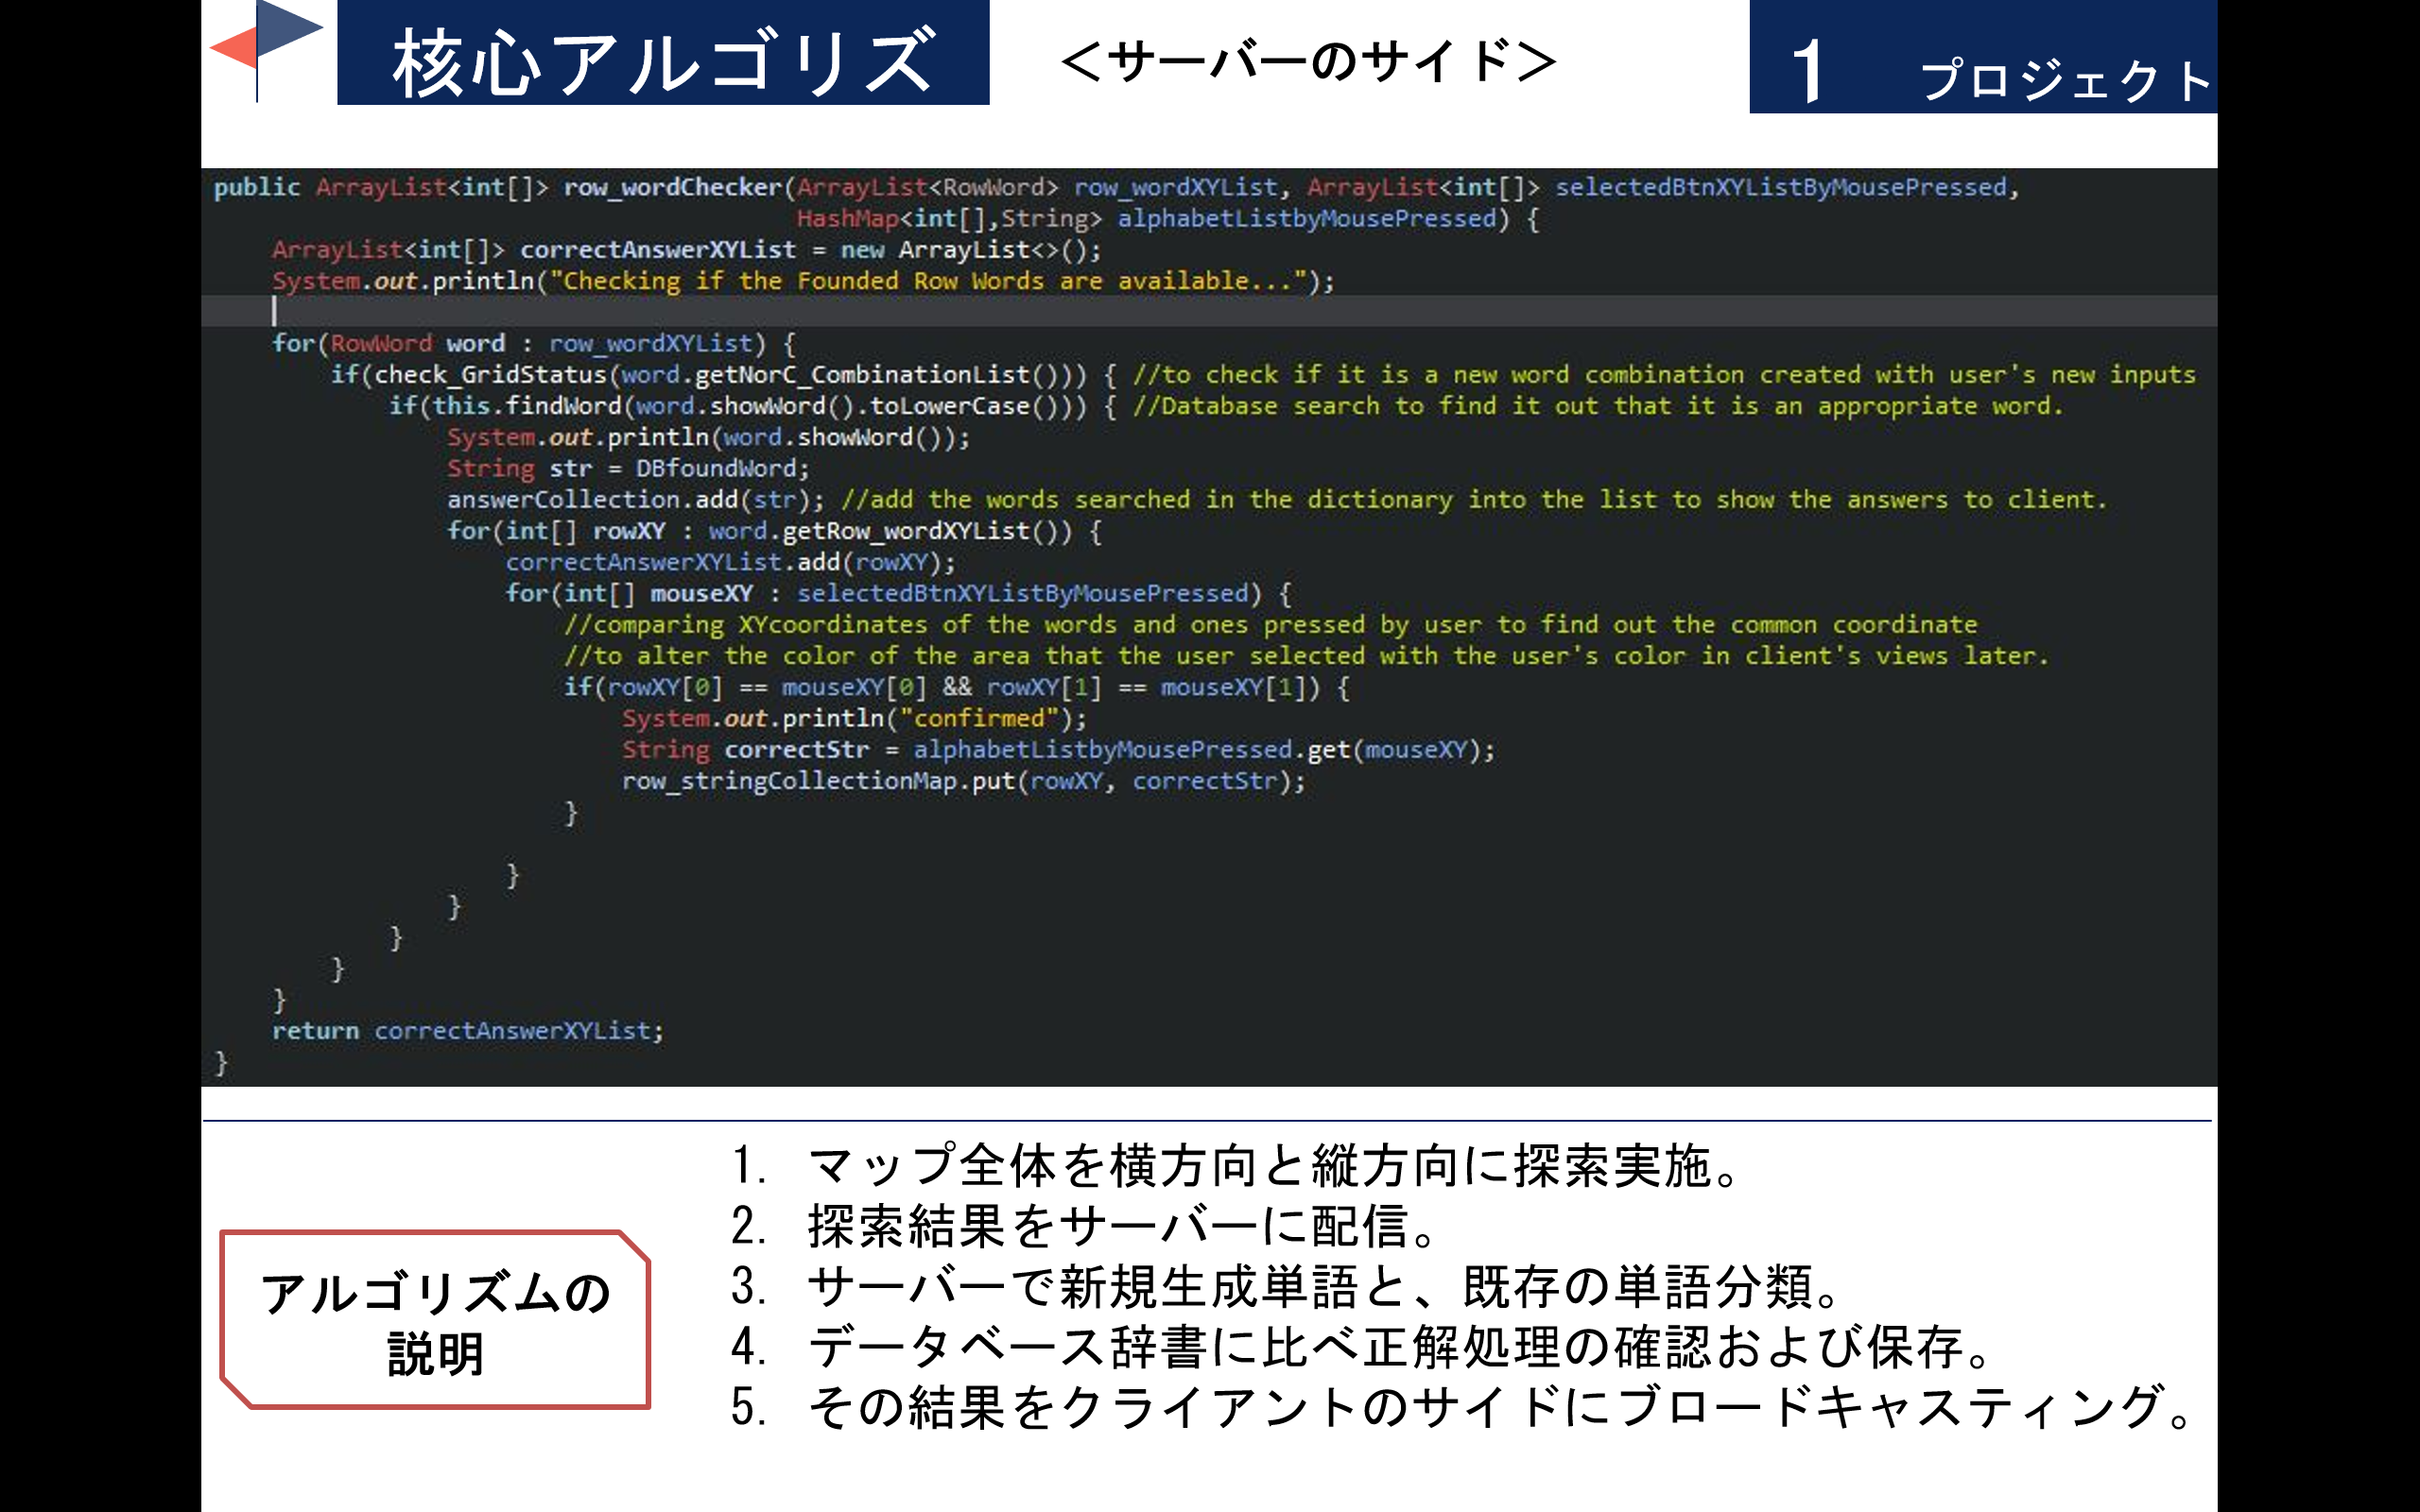 核心アルゴリズ
＜サーバーのサイド＞
1 プロジェクト
public ArrayList<int[]> row_wordChecker(ArrayList<RowWord> row_wordXYList, ArrayList<int[]> selectedBtnXYListByMousePressed,
HashMap<int[],String> alphabetListbyMousePressed) {
ArrayList<int[]> correctAnswerXYList = new ArrayList<>();
System.out.println("Checking if the Founded Row Words are available...");
for(RowWord word : row_wordXYList) {
if(check_GridStatus(word.getNorC_CombinationList())) { //to check if it is a new word combination created with user's new inputs
if(this.findWord(word.showWord().toLowerCase())) { //Database search to find it out that it is an appropriate word.
System.out.println(word.showWord());
String str = DBfoundWord;
answerCollection.add(str); //add the words searched in the dictionary into the list to show the answers to client.
for(int[] rowXY : word.getRow_wordXYList()) {
correctAnswerXYList.add(rowXY);
for(int[] mouseXY : selectedBtnXYListByMousePressed) {
//comparing XYcoordinates of the words and ones pressed by user to find out the common coordinate
//to alter the color of the area that the user selected with the user's color in client's views later.
if(rowXY[0] == mouseXY[0] && rowXY[1] == mouseXY[1]) {
System.out.println("confirmed");
String correctStr = alphabetListbyMousePressed.get(mouseXY);
row_stringCollectionMap.put(rowXY, correctStr);
}
}
}
}
}
}
return correctAnswerXYList;
}
アルゴリズムの
説明
1. マップ全体を横方向と縦方向に探索実施。
2. 探索結果をサーバーに配信。
3. サーバーで新規生成単語と、既存の単語分類。
4. データベース辞書に比べ正解処理の確認および保存。
5. その結果をクライアントのサイドにブロードキャスティング。